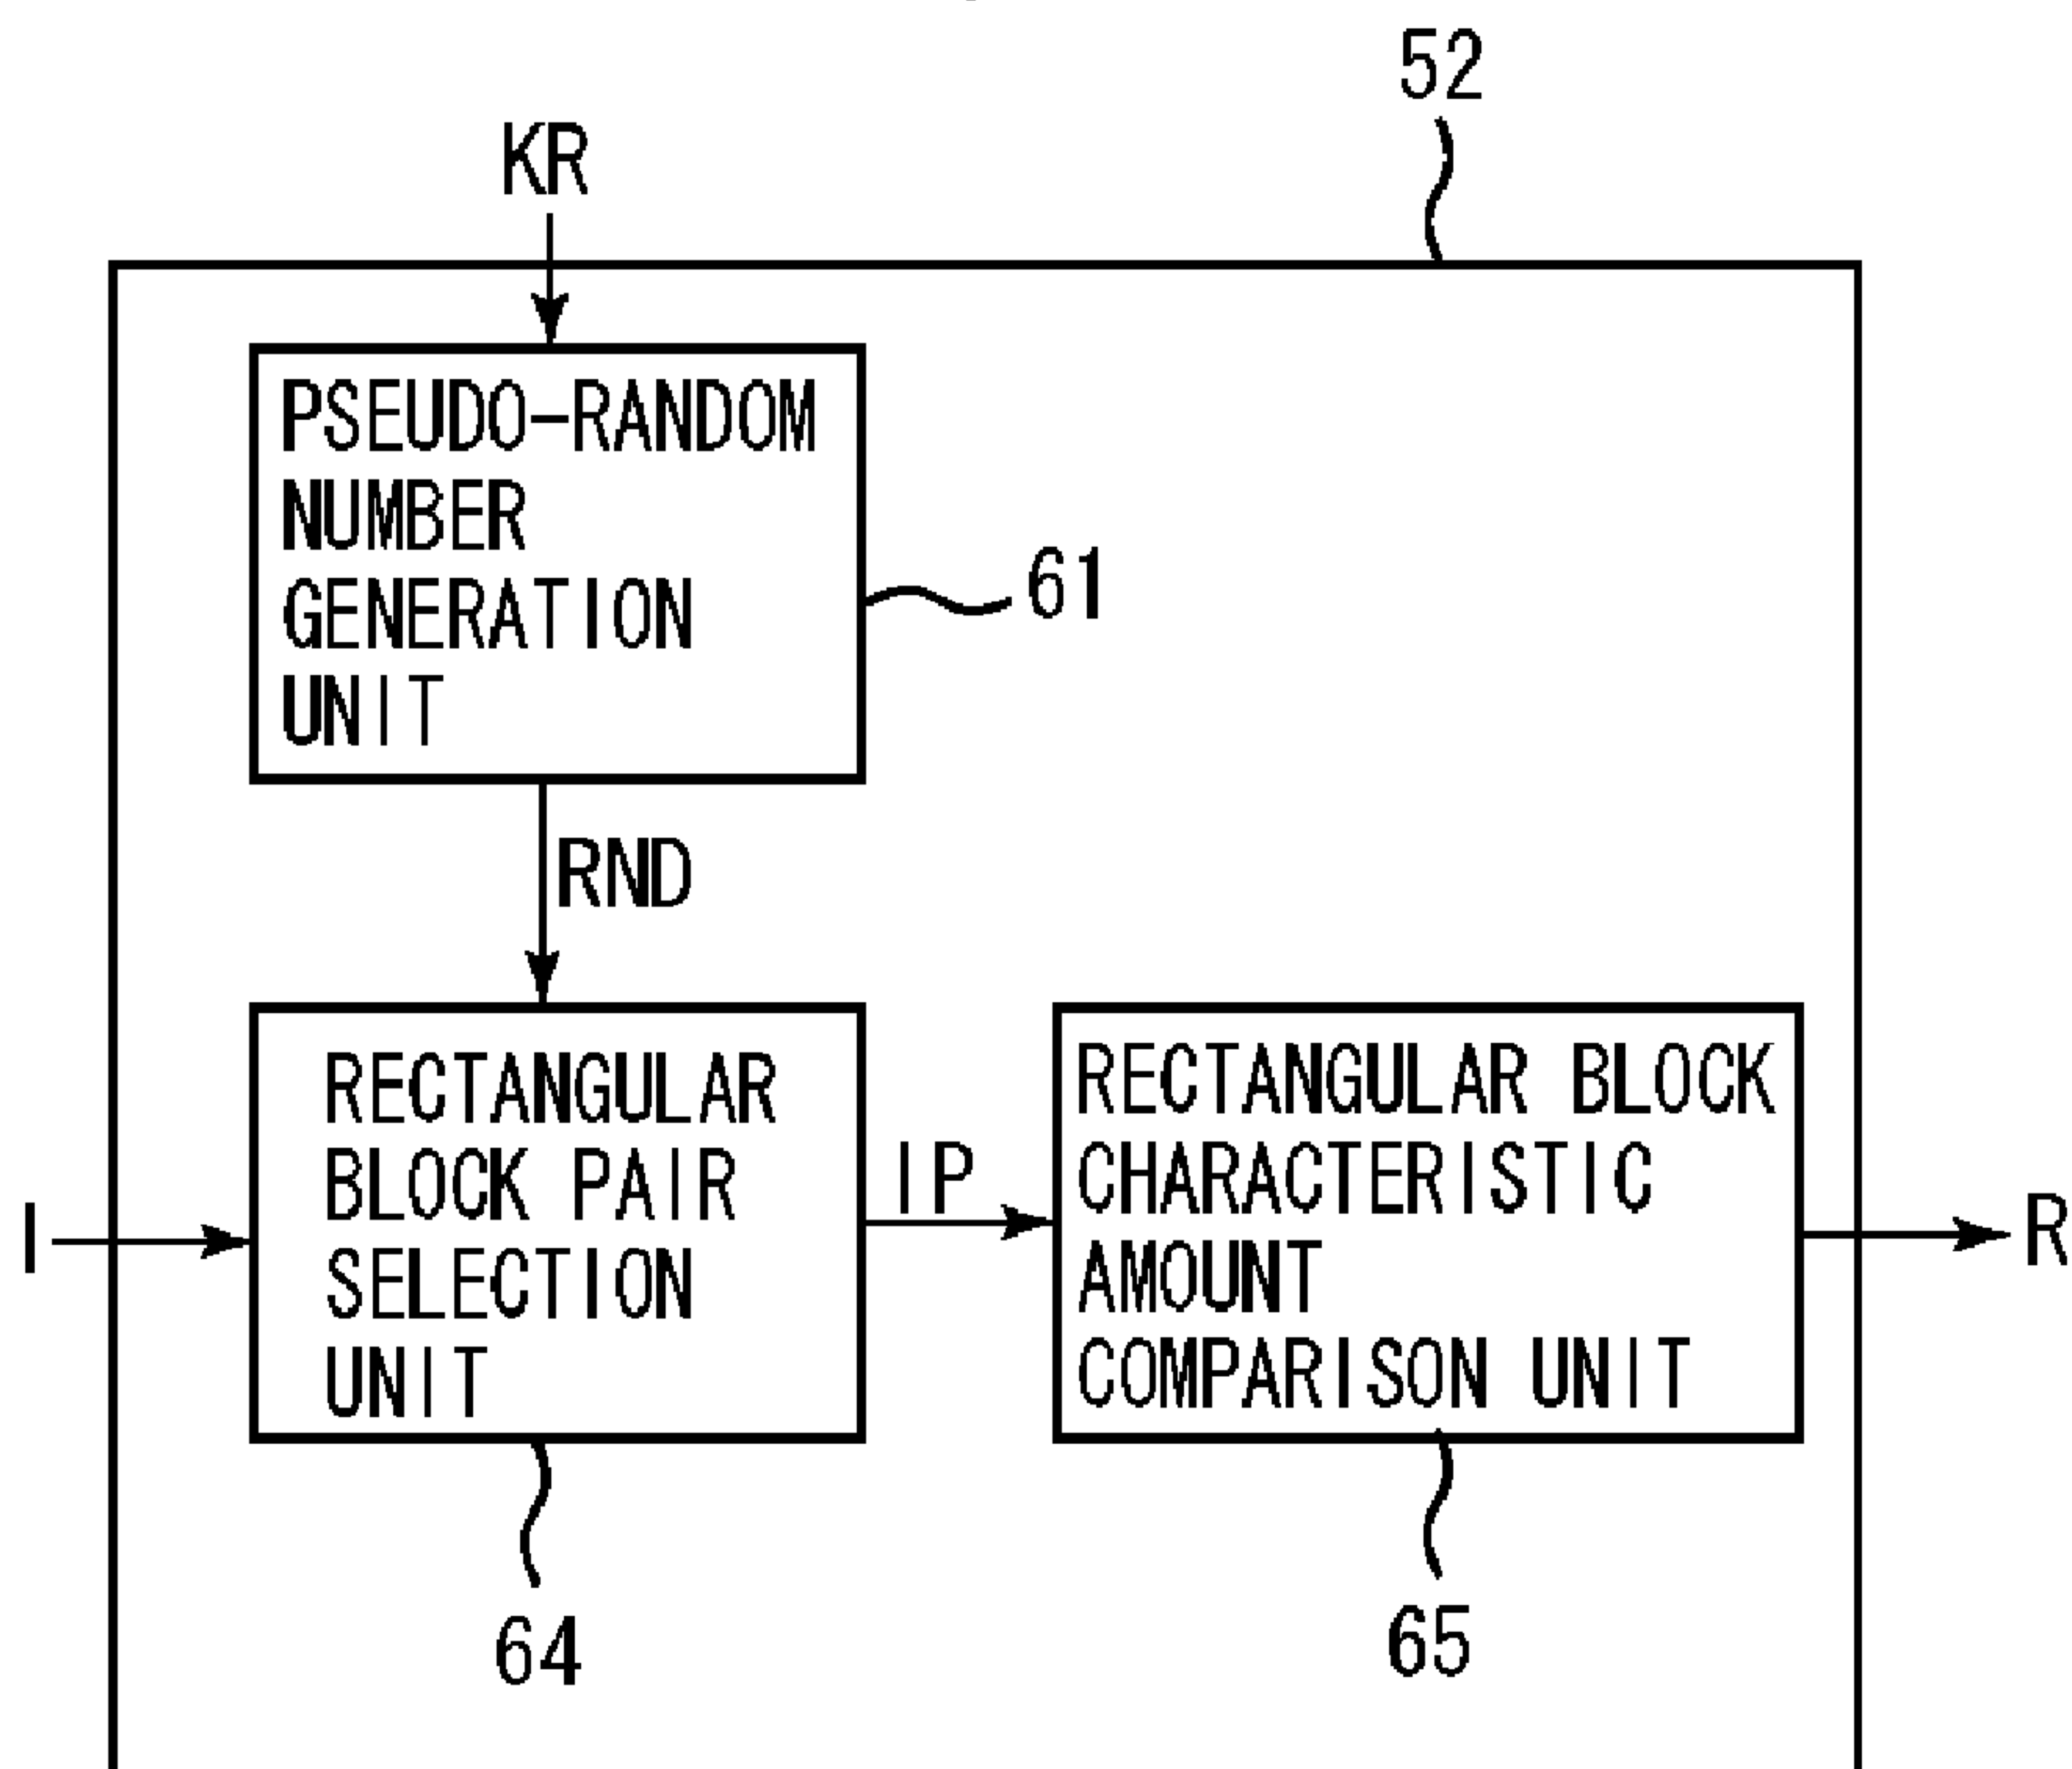 52
KR
PSEUDO-RANDOM
NUMBER
GENERATION
UNIT
61
RND
RECTANGULAR
BLOCK PAIR
SELECTION
UNIT
IP
RECTANGULAR BLOCK
CHARACTERISTIC
AMOUNT
COMPARISON UNIT
I
R
64
65